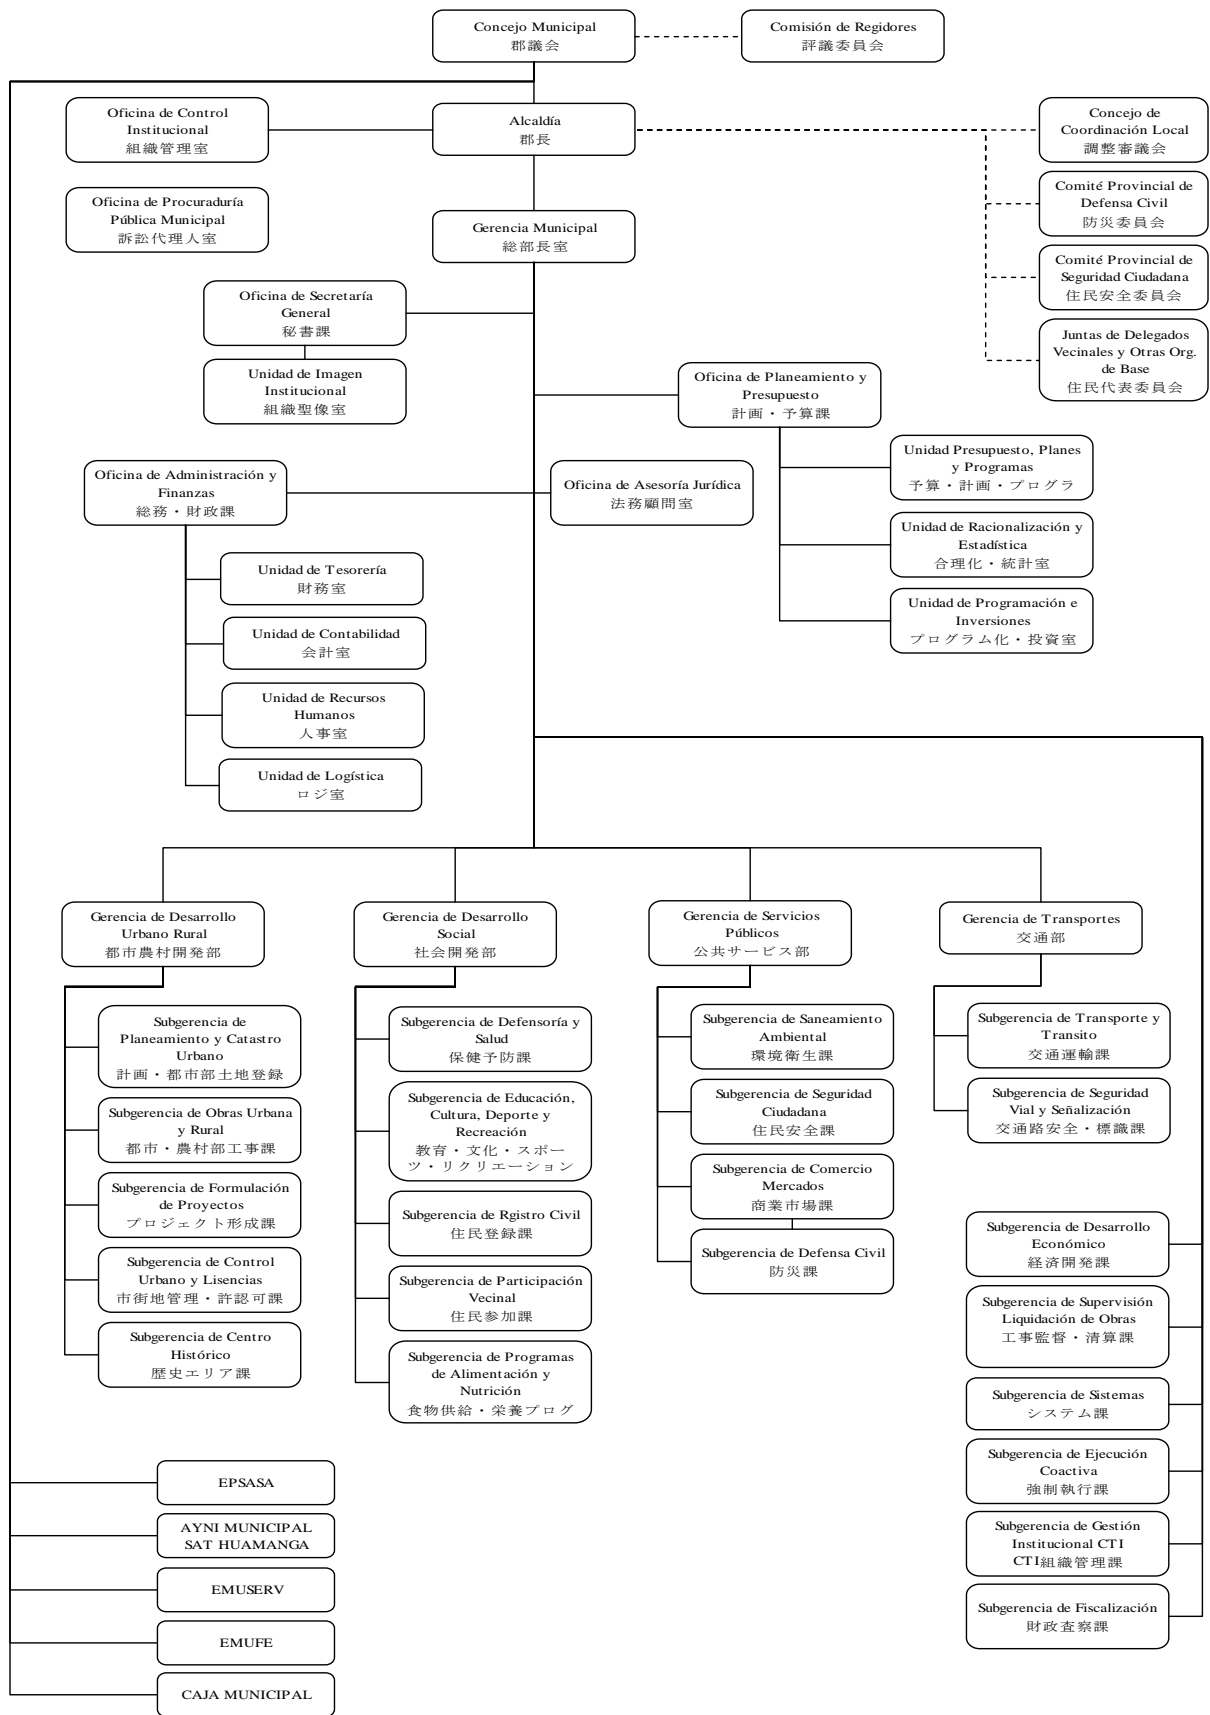 Concejo Municipal
郡議会
Comisión de Regidores
評議委員会
Oficina de Control
Institucional
組織管理室
Alcaldía
郡長
Concejo de
Coordinación Local
調整審議会
Oficina de Procuraduría
Pública Municipal
訴訟代理人室
Comité Provincial de
Defensa Civil
防災委員会
Gerencia Municipal
総部長室
Comité Provincial de
Seguridad Ciudadana
住民安全委員会
Oficina de Secretaría
General
秘書課
Juntas de Delegados
Vecinales y Otras Org.
de Base
住民代表委員会
Unidad de Imagen
Institucional
組織聖像室
Oficina de Planeamiento y
Presupuesto
計画・予算課
Unidad Presupuesto, Planes
y Programas
予算・計画・プログラ
Oficina de Administración y
Finanzas
総務・財政課
Oficina de Asesoría Jurídica
法務顧問室
Unidad de Racionalización y
Estadística
合理化・統計室
Unidad de Tesorería
財務室
Unidad de Programación e
Inversiones
プログラム化・投資室
Unidad de Contabilidad
会計室
Unidad de Recursos
Humanos
人事室
Unidad de Logística
ロジ室
Gerencia de Desarrollo
Urbano Rural
都市農村開発部
Gerencia de Desarrollo
Social
社会開発部
Gerencia de Servicios
Públicos
公共サービス部
Gerencia de Transportes
交通部
Subgerencia de
Planeamiento y Catastro
Urbano
計画・都市部土地登録
Subgerencia de Obras Urbana
y Rural
都市・農村部工事課
Subgerencia de Formulación
de Proyectos
プロジェクト形成課
Subgerencia de Control
Urbano y Lisencias
市街地管理・許認可課
Subgerencia de Centro
Histórico
歴史エリア課
Subgerencia de Defensoría y
Salud
保健予防課
Subgerencia de Educación,
Cultura, Deporte y
Recreación
教育・文化・スポー
ツ・リクリエーション
Subgerencia de Rgistro Civil
住民登録課
Subgerencia de Participación
Vecinal
住民参加課
Subgerencia de Programas
de Alimentación y
Nutrición
食物供給・栄養プログ
Subgerencia de Saneamiento
Ambiental
環境衛生課
Subgerencia de Seguridad
Ciudadana
住民安全課
Subgerencia de Comercio
Mercados
商業市場課
Subgerencia de Defensa Civil
防災課
Subgerencia de Transporte y
Transito
交通運輸課
Subgerencia de Seguridad
Vial y Señalización
交通路安全・標識課
Subgerencia de Desarrollo
Económico
経済開発課
Subgerencia de Supervisión
Liquidación de Obras
工事監督・清算課
Subgerencia de Sistemas
システム課
Subgerencia de Ejecución
Coactiva
強制執行課
Subgerencia de Gestión
Institucional CTI
CTI組織管理課
Subgerencia de Fiscalización
財政査察課
EPSASA
AYNI MUNICIPAL
SAT HUAMANGA
EMUSERV
EMUFE
CAJA MUNICIPAL